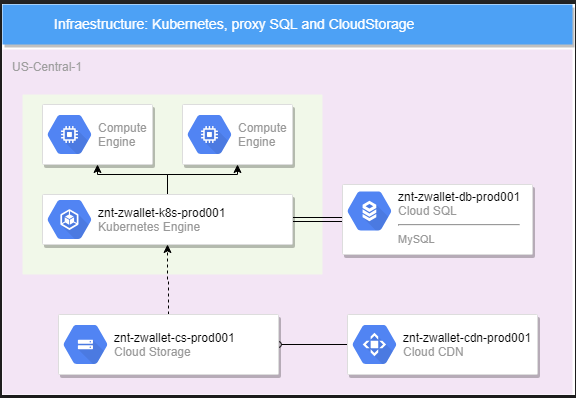 Infraestructure: Kubernetes, proxy SQL and CloudStorage
US-Central-1
Compute
Engine
Compute
Engine
znt-zwallet-k8s-prod001
Kubernetes Engine
znt-zwallet-db-prod001
Cloud SQL
MySQL
znt-zwallet-cs-prod001
Cloud Storage
znt-zwallet-cdn-prod001
Cloud CDN